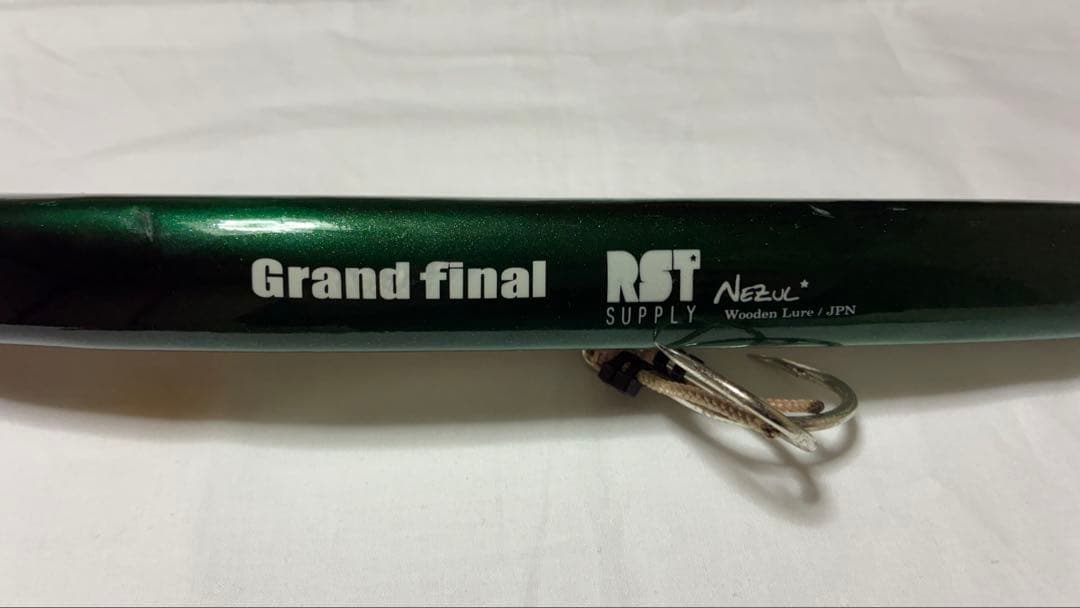 Grand final
RST
SUPPLY
NEZUL*
Wooden Lure / JPN